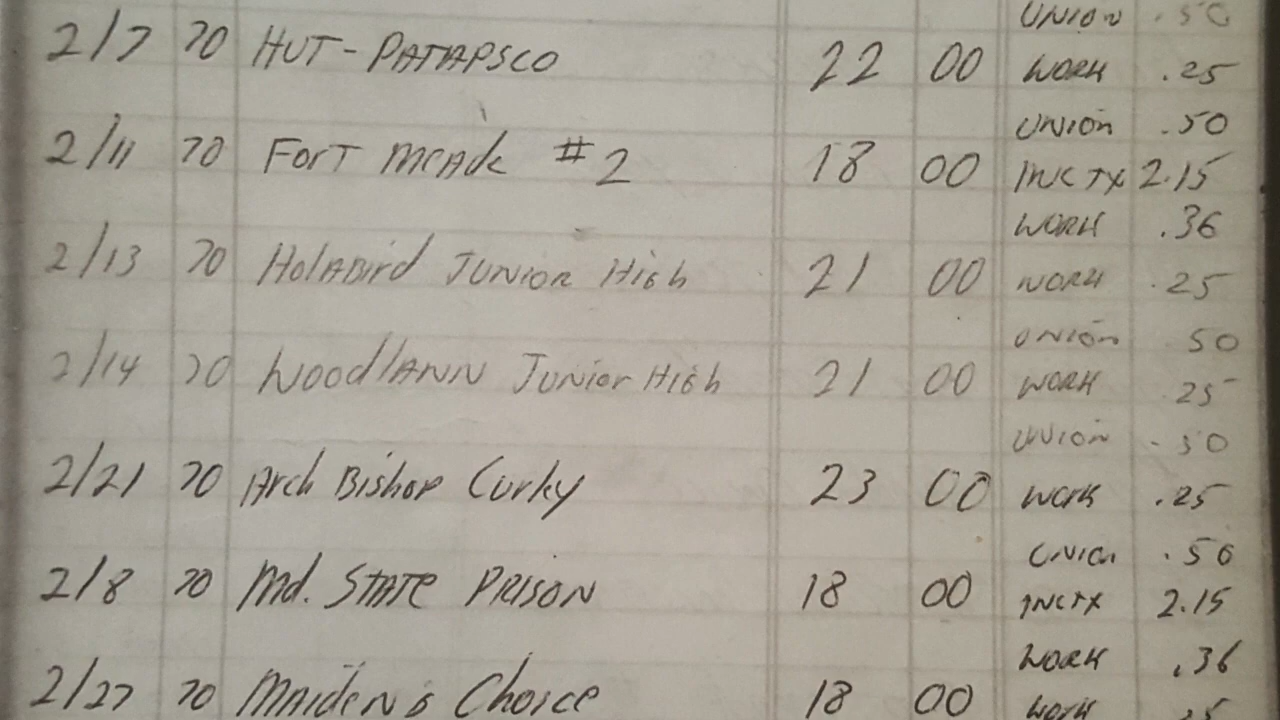 UNION .50
2/7 70 HUT-PATAPSCO 22 00 WORK .25
UNION .50
2/11 70 FORT MEADE #2 18 00 INC TX 2.15
WORK .36
2/13 70 HOLABIRD JUNIOR HIGH 21 00 WORK .25
UNION 50
2/14 70 WOODLAWN JUNIOR HIGH 21 00 WORK 25
UNION .50
2/21 70 Arch BISHOP Curley 23 00 WORK .25
UNION .50
2/8 70 Md. STATE PRISON 18 00 INC TX 2.15
WORK .36
2/27 70 Maidens Choice 18 00 WORK .25